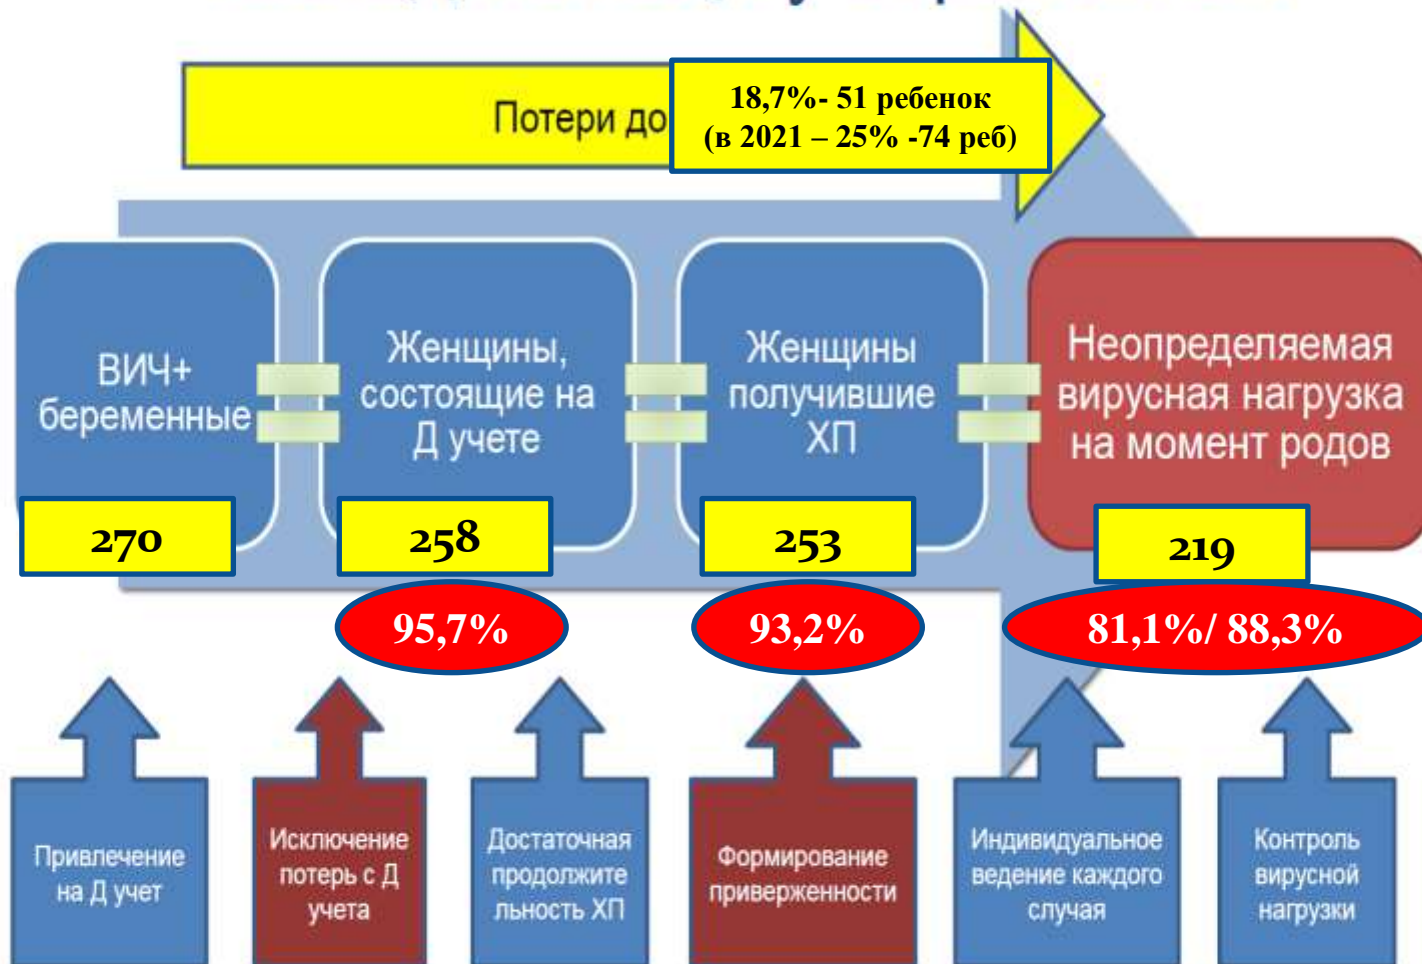 Потери до
18,7%- 51 ребенок
(в 2021 – 25% -74 реб)
ВИЧ+
беременные
Женщины,
состоящие на
Д учете
Женщины
получившие
ХП
Неопределяемая
вирусная нагрузка
на момент родов
270
258
253
219
95,7%
93,2%
81,1%/ 88,3%
Привлечение
на Д учет
Исключение
потерь с Д
учета
Достаточная
продолжите
льность ХП
Формирование
приверженности
Индивидуальное
ведение каждого
случая
Контроль
вирусной
нагрузки